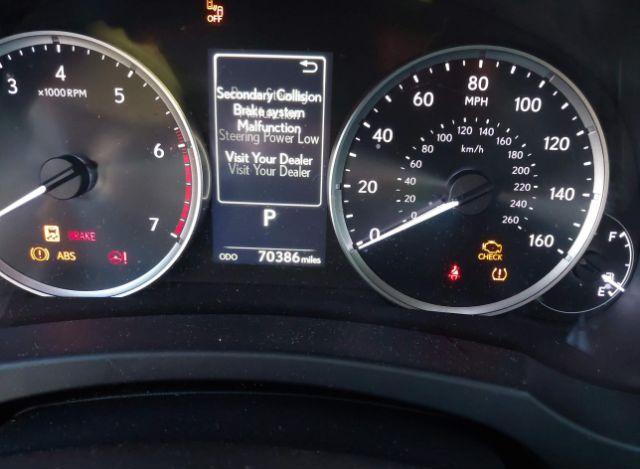 OFF
3 4 5 6 7
x1000RPM
BRAKE
ABS
Secondary Collision
Brake system
Malfunction
Steering Power Low
Visit Your Dealer
Visit Your Dealer
P
ODO 70386 miles
0 20 40 60 80 100 120 140 160
MPH
0 20 40 60 80 100 120 140 160 180 200 220 240 260
km/h
CHECK
F
E